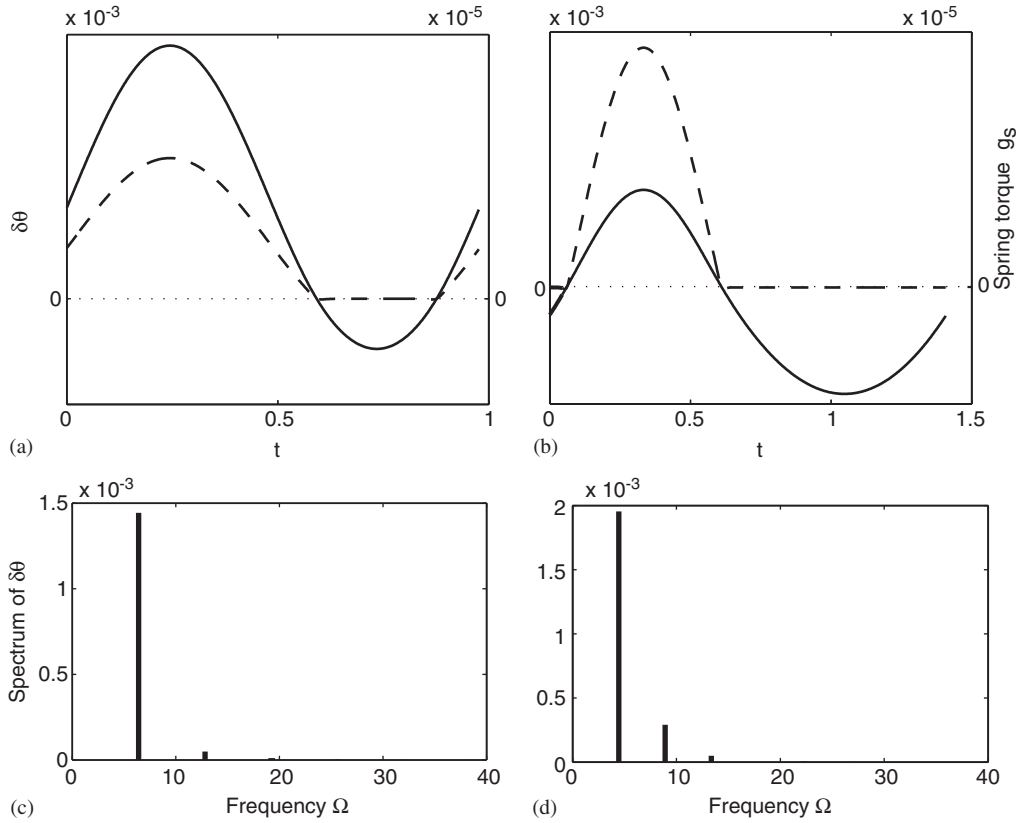 x 10⁻³ x 10⁻⁵
δθ
0 0
0 0.5 1
t
(a)
x 10⁻³ x 10⁻⁵
0 0
Spring torque gₛ
0 0.5 1 1.5
t
(b)
x 10⁻³
1.5
1
0.5
0
Spectrum of δθ
0 10 20 30 40
Frequency Ω
(c)
x 10⁻³
2
1.5
1
0.5
0
0 10 20 30 40
Frequency Ω
(d)